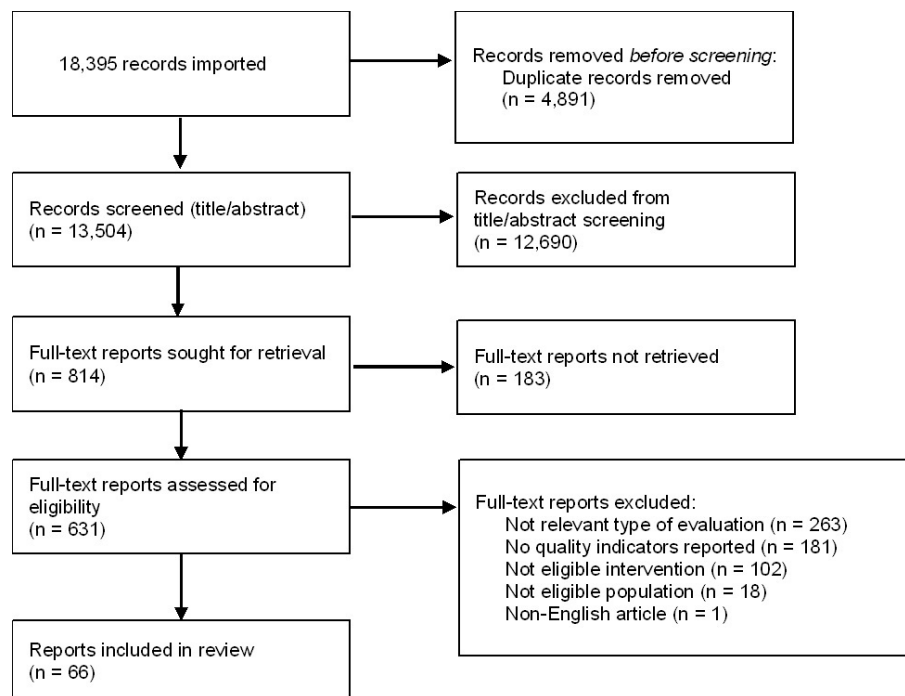 18,395 records imported
Records removed before screening:
Duplicate records removed
(n = 4,891)
Records screened (title/abstract)
(n = 13,504)
Records excluded from
title/abstract screening
(n = 12,690)
Full-text reports sought for retrieval
(n = 814)
Full-text reports not retrieved
(n = 183)
Full-text reports assessed for
eligibility
(n = 631)
Full-text reports excluded:
Not relevant type of evaluation (n = 263)
No quality indicators reported (n = 181)
Not eligible intervention (n = 102)
Not eligible population (n = 18)
Non-English article (n = 1)
Reports included in review
(n = 66)